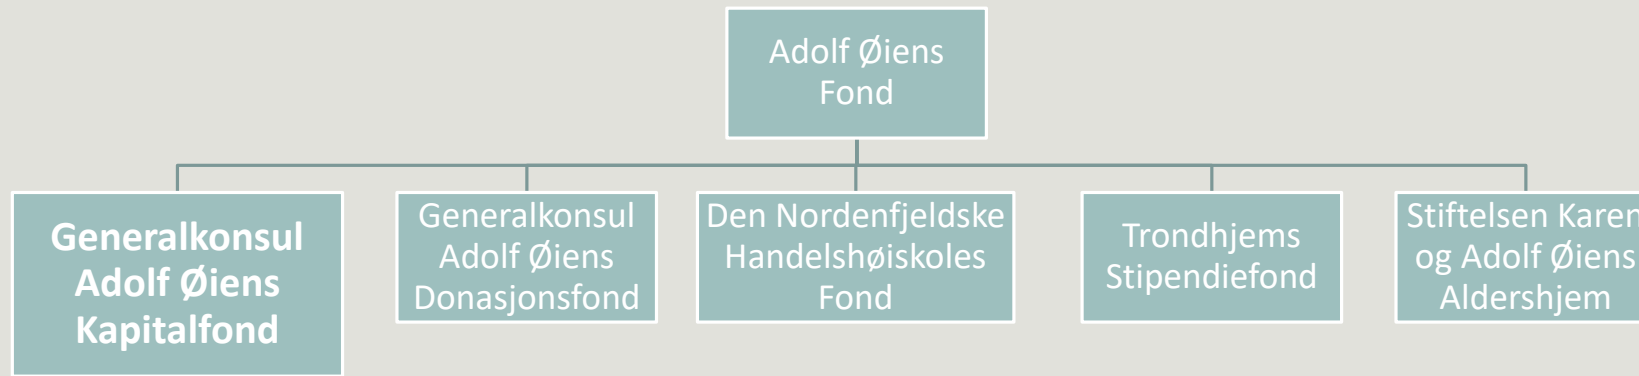 Adolf Øiens
Fond
Generalkonsul
Adolf Øiens
Kapitalfond
Generalkonsul
Adolf Øiens
Donasjonsfond
Den Nordenfjeldske
Handelshøiskoles
Fond
Trondhjems
Stipendiefond
Stiftelsen Karen
og Adolf Øiens
Aldershjem